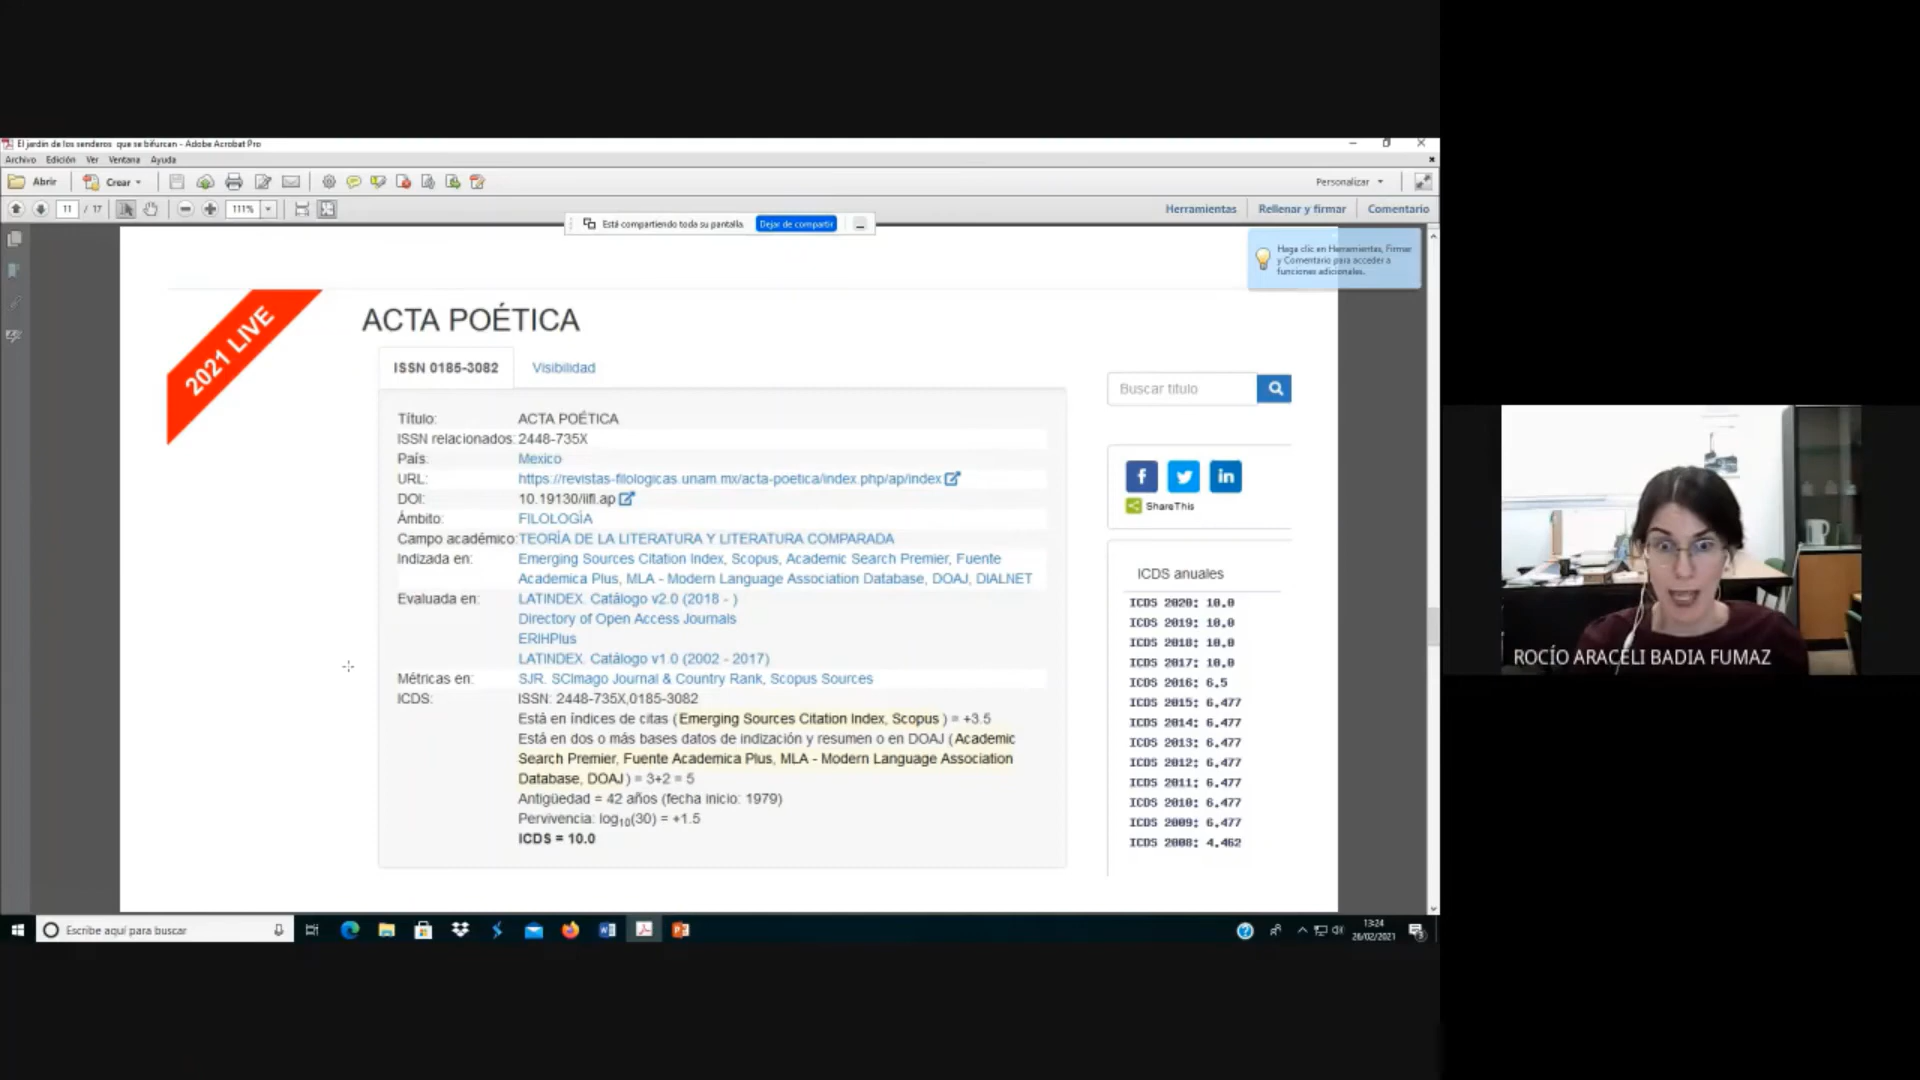 El jardín de los senderos que se bifurcan - Adobe Acrobat Pro
Archivo Edición Ver Ventana Ayuda
Abrir Crear Personalizar
11 / 17 111% Herramientas Rellenar y firmar Comentario
Está compartiendo toda su pantalla. Dejar de compartir
Haga clic en Herramientas, Firmar
y Comentario para acceder a
funciones adicionales.
2021 LIVE
ACTA POÉTICA
ISSN 0185-3082 Visibilidad
Título: ACTA POÉTICA
ISSN relacionados: 2448-735X
País: Mexico
URL: https://revistas-filologicas.unam.mx/acta-poetica/index.php/ap/index
DOI: 10.19130/iifl.ap
Ámbito: FILOLOGÍA
Campo académico: TEORÍA DE LA LITERATURA Y LITERATURA COMPARADA
Indizada en: Emerging Sources Citation Index, Scopus, Academic Search Premier, Fuente
Academica Plus, MLA - Modern Language Association Database, DOAJ, DIALNET
Evaluada en: LATINDEX. Catálogo v2.0 (2018 - )
Directory of Open Access Journals
ERIHPlus
LATINDEX. Catálogo v1.0 (2002 - 2017)
Métricas en: SJR. SCImago Journal & Country Rank, Scopus Sources
ICDS: ISSN: 2448-735X,0185-3082
Está en índices de citas (Emerging Sources Citation Index, Scopus ) = +3.5
Está en dos o más bases datos de indización y resumen o en DOAJ (Academic
Search Premier, Fuente Academica Plus, MLA - Modern Language Association
Database, DOAJ) = 3+2 = 5
Antigüedad = 42 años (fecha inicio: 1979)
Pervivencia: log10(30) = +1.5
ICDS = 10.0
Buscar título
f in
ShareThis
ICDS anuales
ICDS 2020: 10.0
ICDS 2019: 10.0
ICDS 2018: 10.0
ICDS 2017: 10.0
ICDS 2016: 6.5
ICDS 2015: 6.477
ICDS 2014: 6.477
ICDS 2013: 6.477
ICDS 2012: 6.477
ICDS 2011: 6.477
ICDS 2010: 6.477
ICDS 2009: 6.477
ICDS 2008: 4.462
ROCÍO ARACELI BADIA FUMAZ
Escribe aquí para buscar
13:24
26/02/2021